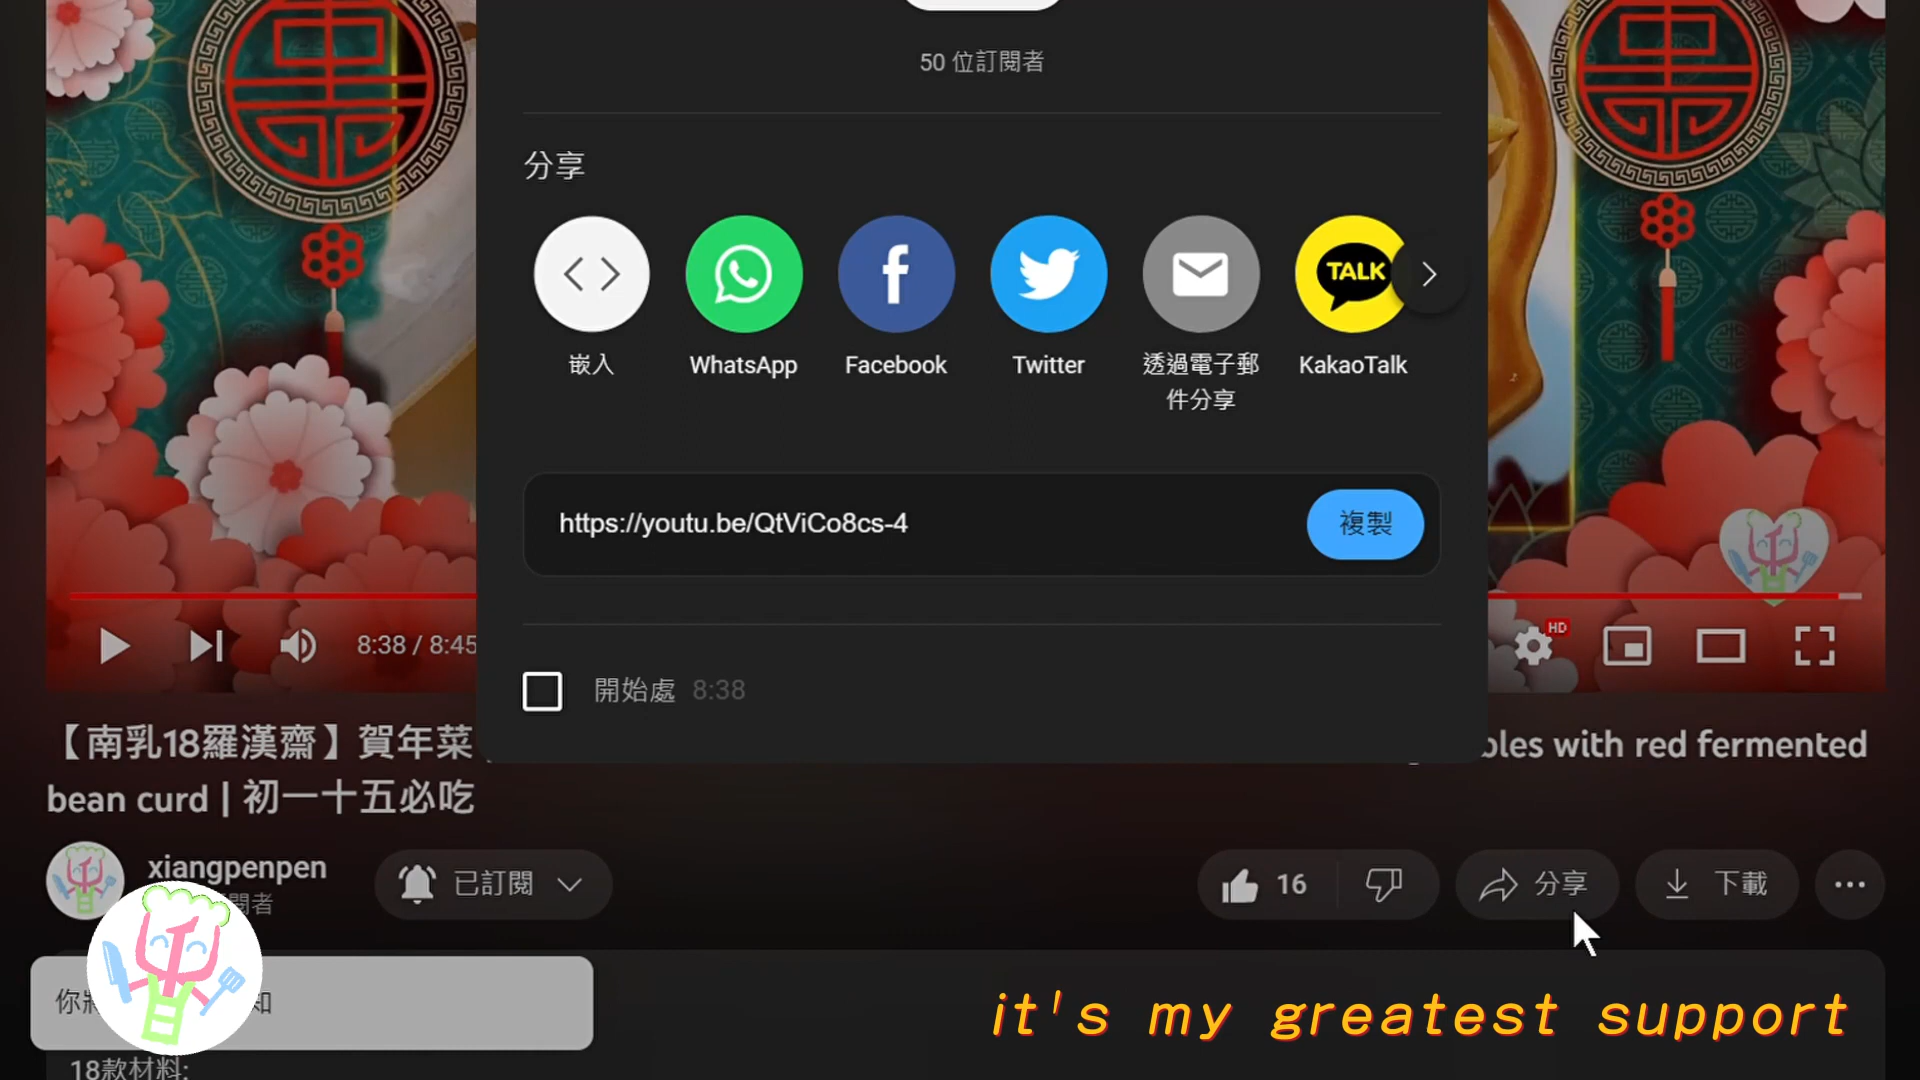 50 位訂閱者
分享
嵌入
WhatsApp
Facebook
Twitter
透過電子郵
件分享
TALK
KakaoTalk
https://youtu.be/QtViCo8cs-4
複製
8:38 / 8:45
HD
開始處 8:38
【南乳18羅漢齋】賀年菜
bles with red fermented
bean curd | 初一十五必吃
xiangpenpen
閱者
已訂閱
16
分享
下載
你將
知
it's my greatest support
18款材料: